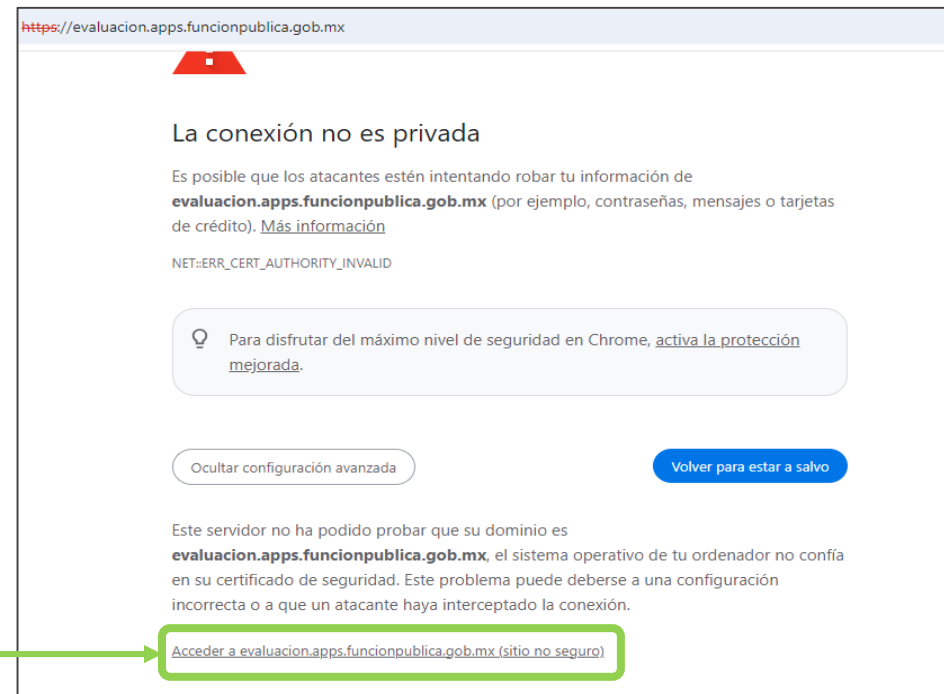 https://evaluacion.apps.funcionpublica.gob.mx
La conexión no es privada
Es posible que los atacantes estén intentando robar tu información de
evaluacion.apps.funcionpublica.gob.mx (por ejemplo, contraseñas, mensajes o tarjetas
de crédito). Más información
NET::ERR_CERT_AUTHORITY_INVALID
Para disfrutar del máximo nivel de seguridad en Chrome, activa la protección
mejorada.
Ocultar configuración avanzada
Volver para estar a salvo
Este servidor no ha podido probar que su dominio es
evaluacion.apps.funcionpublica.gob.mx, el sistema operativo de tu ordenador no confía
en su certificado de seguridad. Este problema puede deberse a una configuración
incorrecta o a que un atacante haya interceptado la conexión.
Acceder a evaluacion.apps.funcionpublica.gob.mx (sitio no seguro)